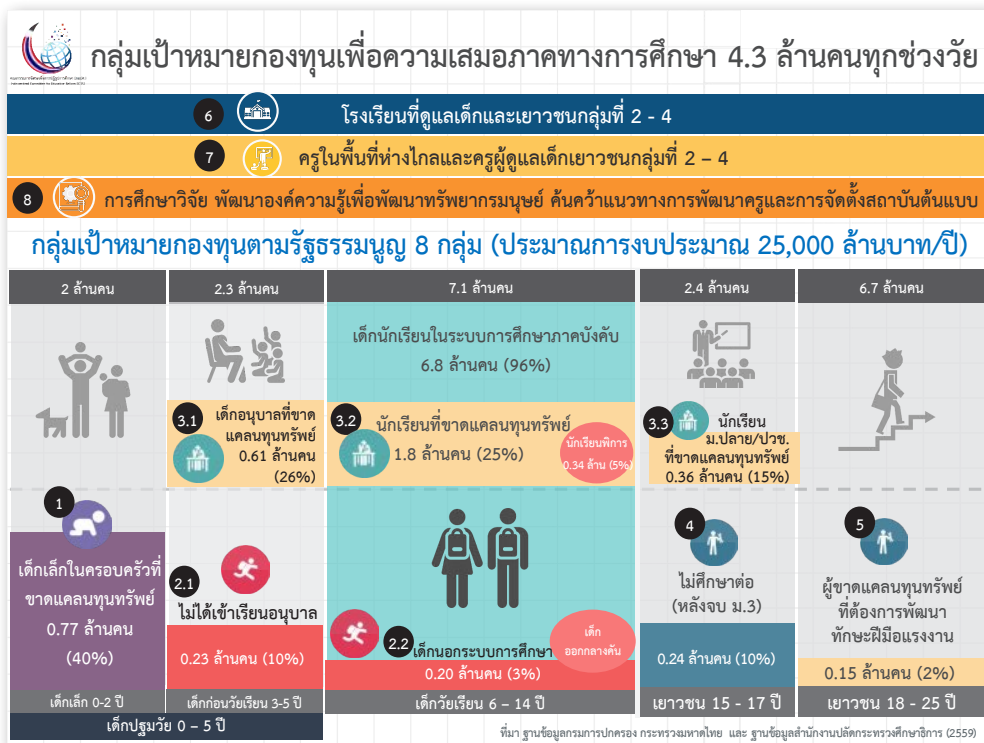 กลุ่มเป้าหมายกองทุนเพื่อความเสมอภาคทางการศึกษา 4.3 ล้านคนทุกช่วงวัย
6 โรงเรียนที่ดูแลเด็กและเยาวชนกลุ่มที่ 2 - 4
7 ครูในพื้นที่ห่างไกลและครูผู้ดูแลเด็กเยาวชนกลุ่มที่ 2 – 4
8 การศึกษาวิจัย พัฒนาองค์ความรู้เพื่อพัฒนาทรัพยากรมนุษย์ ค้นคว้าแนวทางการพัฒนาครูและการจัดตั้งสถาบันต้นแบบ
กลุ่มเป้าหมายกองทุนตามรัฐธรรมนูญ 8 กลุ่ม (ประมาณการงบประมาณ 25,000 ล้านบาท/ปี)
2 ล้านคน
1
เด็กเล็กในครอบครัวที่
ขาดแคลนทุนทรัพย์
0.77 ล้านคน
(40%)
เด็กเล็ก 0-2 ปี
2.3 ล้านคน
3.1 เด็กอนุบาลที่ขาด
แคลนทุนทรัพย์
0.61 ล้านคน
(26%)
2.1
ไม่ได้เข้าเรียนอนุบาล
0.23 ล้านคน (10%)
เด็กก่อนวัยเรียน 3-5 ปี
เด็กปฐมวัย 0 – 5 ปี
7.1 ล้านคน
เด็กนักเรียนในระบบการศึกษาภาคบังคับ
6.8 ล้านคน (96%)
3.2 นักเรียนที่ขาดแคลนทุนทรัพย์
1.8 ล้านคน (25%)
นักเรียนพิการ
0.34 ล้าน (5%)
เด็ก
ออกกลางคัน
2.2 เด็กนอกระบบการศึกษา
0.20 ล้านคน (3%)
เด็กวัยเรียน 6 – 14 ปี
2.4 ล้านคน
3.3 นักเรียน
ม.ปลาย/ปวช.
ที่ขาดแคลนทุนทรัพย์
0.36 ล้านคน (15%)
4
ไม่ศึกษาต่อ
(หลังจบ ม.3)
0.24 ล้านคน (10%)
เยาวชน 15 - 17 ปี
6.7 ล้านคน
5
ผู้ขาดแคลนทุนทรัพย์
ที่ต้องการพัฒนา
ทักษะฝีมือแรงงาน
0.15 ล้านคน (2%)
เยาวชน 18 - 25 ปี
ที่มา ฐานข้อมูลกรมการปกครอง กระทรวงมหาดไทย และ ฐานข้อมูลสำนักงานปลัดกระทรวงศึกษาธิการ (2559)